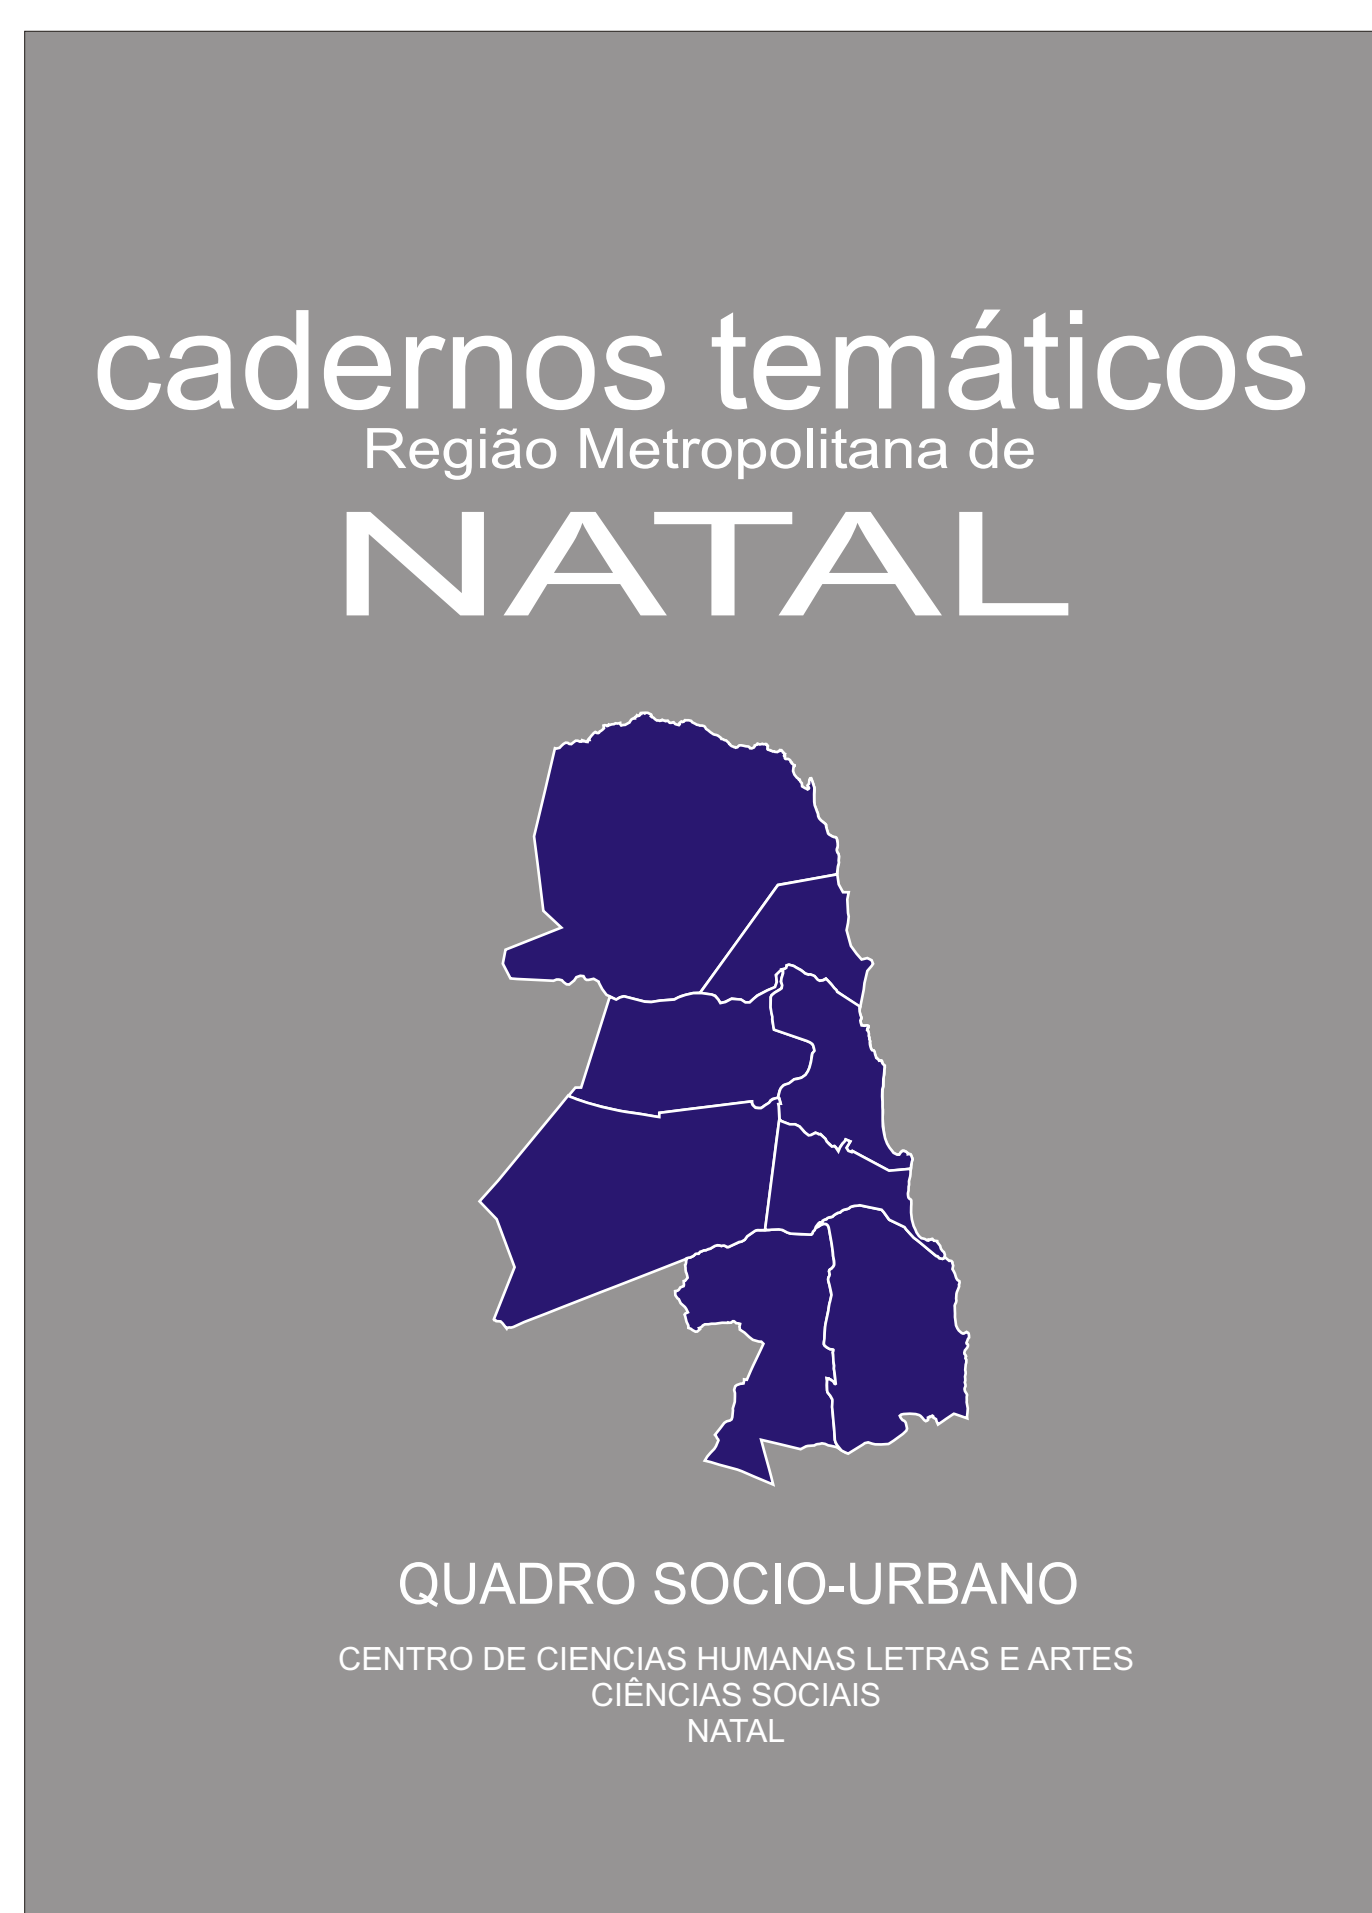 cadernos temáticos
Região Metropolitana de
NATAL
QUADRO SOCIO-URBANO
CENTRO DE CIENCIAS HUMANAS LETRAS E ARTES
CIÊNCIAS SOCIAIS
NATAL